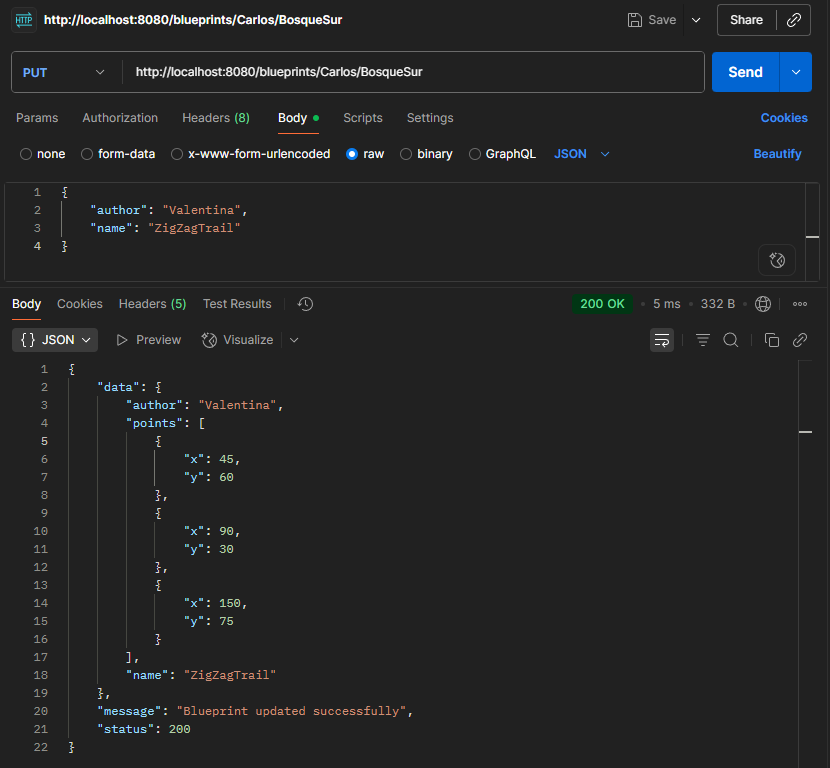 HTTP http://localhost:8080/blueprints/Carlos/BosqueSur Save Share
PUT http://localhost:8080/blueprints/Carlos/BosqueSur Send
Params Authorization Headers (8) Body Scripts Settings Cookies
none form-data x-www-form-urlencoded raw binary GraphQL JSON Beautify
1 {
2 "author": "Valentina",
3 "name": "ZigZagTrail"
4 }
Body Cookies Headers (5) Test Results 200 OK • 5 ms • 332 B •
{} JSON Preview Visualize
1 {
2 "data": {
3 "author": "Valentina",
4 "points": [
5 {
6 "x": 45,
7 "y": 60
8 },
9 {
10 "x": 90,
11 "y": 30
12 },
13 {
14 "x": 150,
15 "y": 75
16 }
17 ],
18 "name": "ZigZagTrail"
19 },
20 "message": "Blueprint updated successfully",
21 "status": 200
22 }